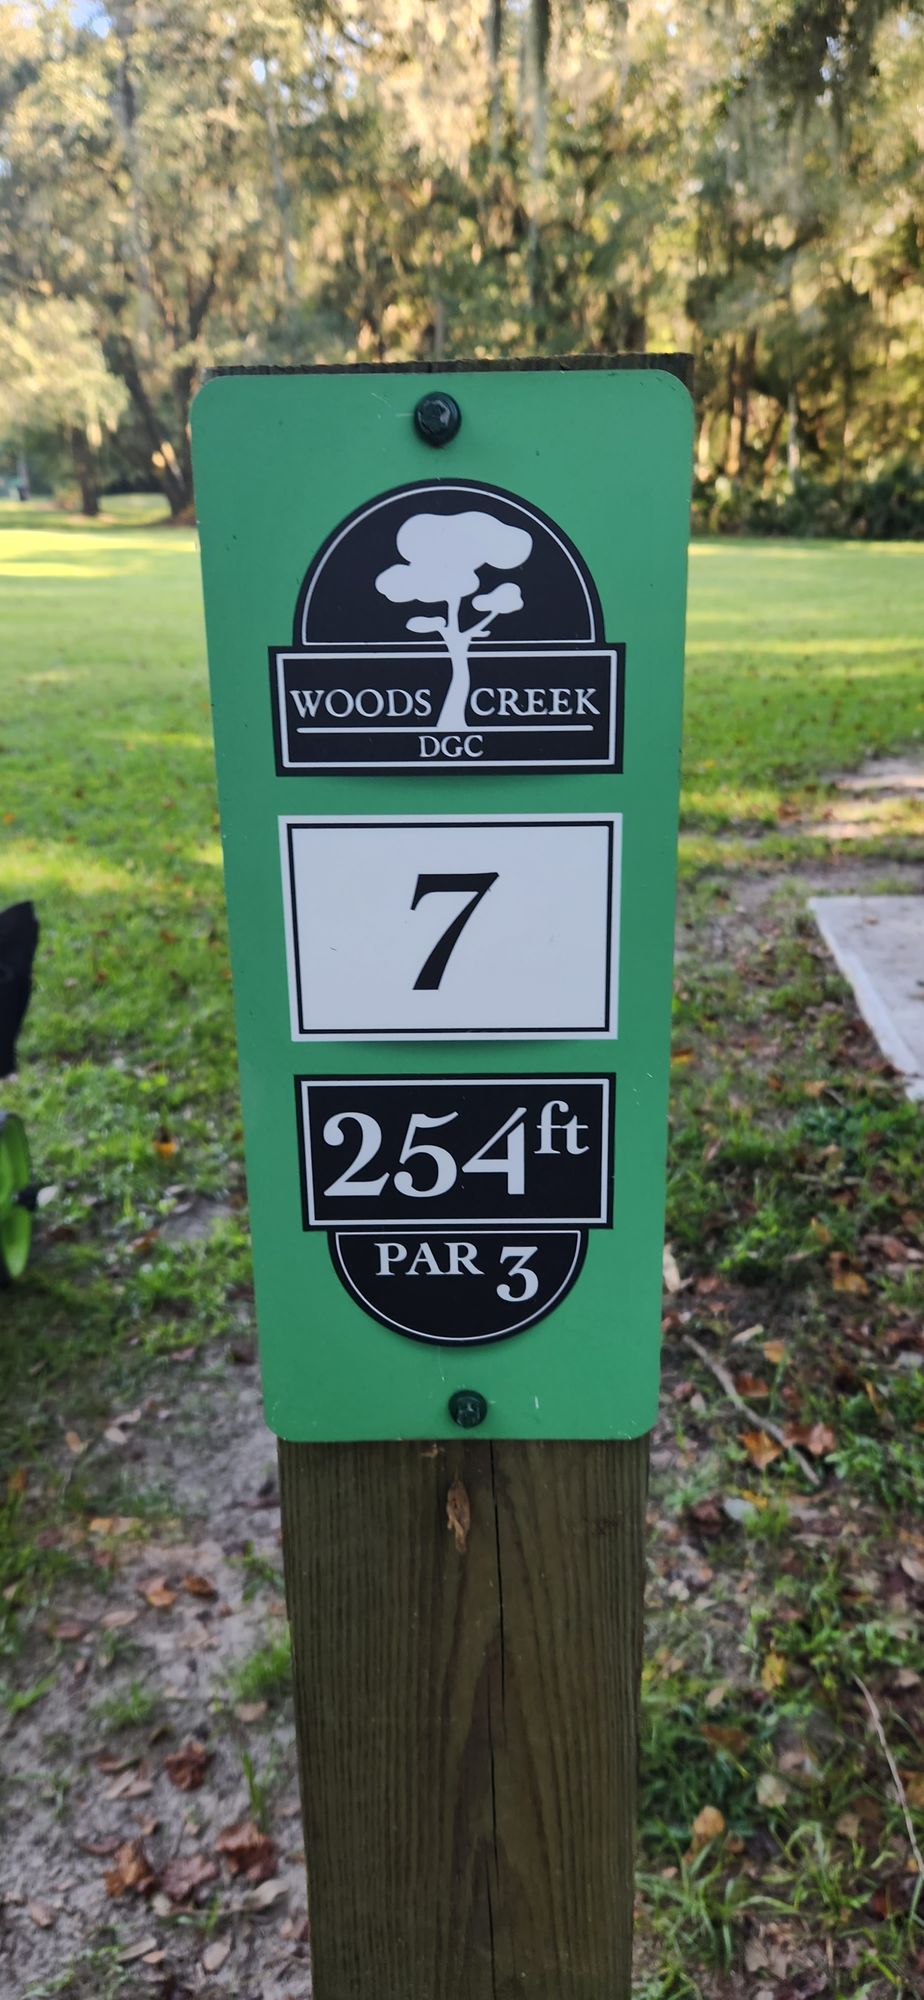 WOODS CREEK
DGC
7
254ft
PAR 3